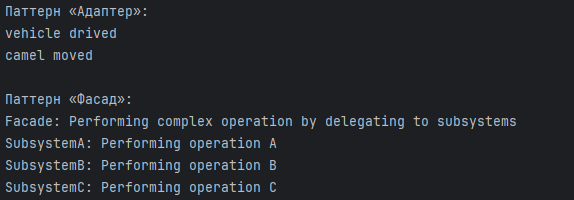 Паттерн «Адаптер»:
vehicle drived
camel moved
Паттерн «Фасад»:
Facade: Performing complex operation by delegating to subsystems
SubsystemA: Performing operation A
SubsystemB: Performing operation B
SubsystemC: Performing operation C